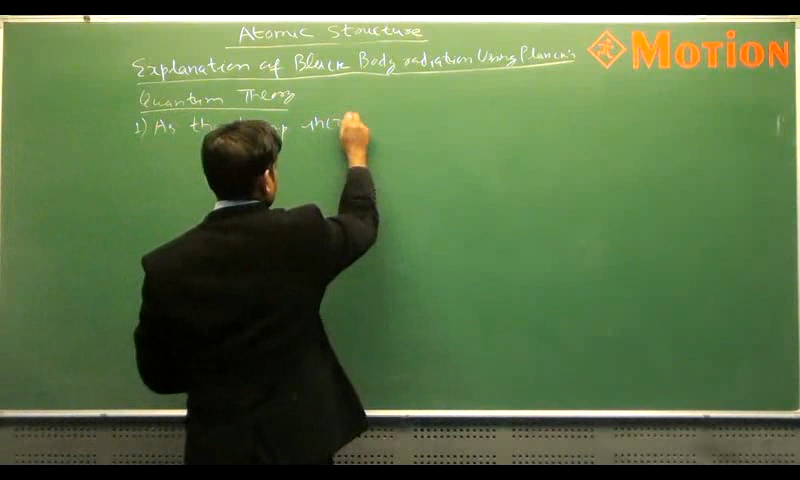 Atomic Structure
Explanation of Black Body radiation Using Planck's
Quantum Theory
1) As the
MOTION